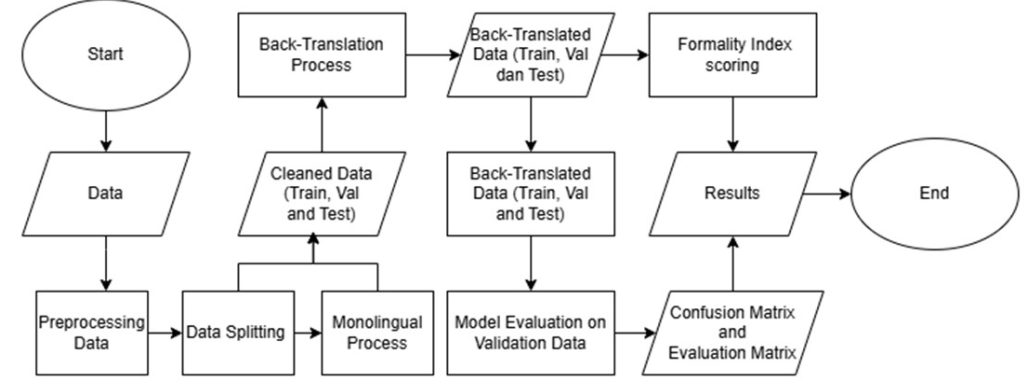 Start
Data
Preprocessing
Data
Data Splitting
Monolingual
Process
Cleaned Data
(Train, Val
and Test)
Back-Translation
Process
Back-Translated
Data (Train, Val
dan Test)
Back-Translated
Data (Train, Val
and Test)
Model Evaluation on
Validation Data
Confusion Matrix
and
Evaluation Matrix
Formality Index
scoring
Results
End